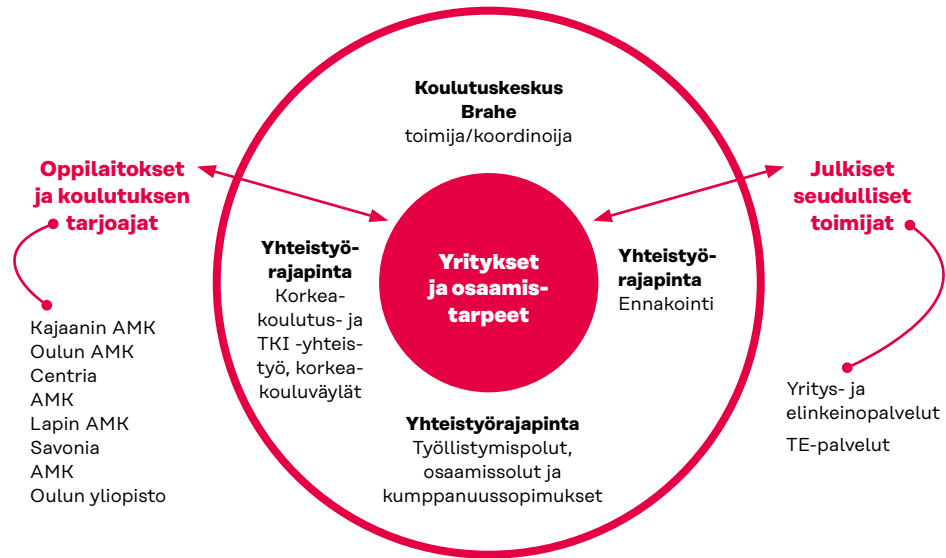 Koulutuskeskus
Brahe
toimija/koordinoija
Oppilaitokset
ja koulutuksen
tarjoajat
Julkiset
seudulliset
toimijat
Yhteistyö-
rajapinta
Korkea-
koulutus- ja
TKI -yhteis-
työ, korkea-
kouluväylät
Yritykset
ja osaamis-
tarpeet
Yhteistyö-
rajapinta
Ennakointi
Kajaanin AMK
Oulun AMK
Centria
AMK
Lapin AMK
Savonia
AMK
Oulun yliopisto
Yhteistyörajapinta
Työllistymispolut,
osaamissolut ja
kumppanuussopimukset
Yritys- ja
elinkeinopalvelut
TE-palvelut